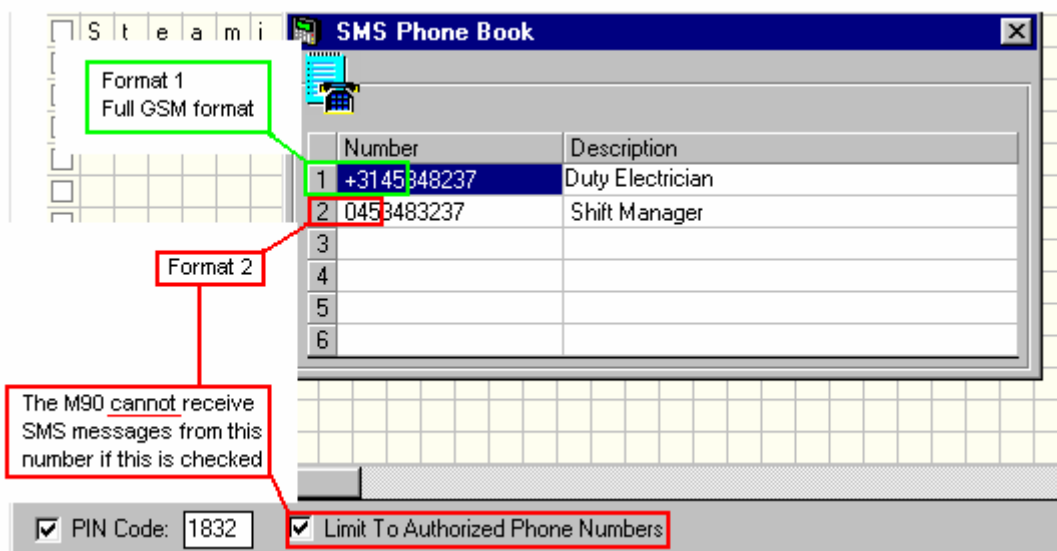 S t e a m i
SMS Phone Book
Format 1
Full GSM format
Number Description
1 +3145348237 Duty Electrician
2 0453483237 Shift Manager
3
Format 2
4
5
6
The M90 cannot receive
SMS messages from this
number if this is checked
PIN Code: 1832 Limit To Authorized Phone Numbers